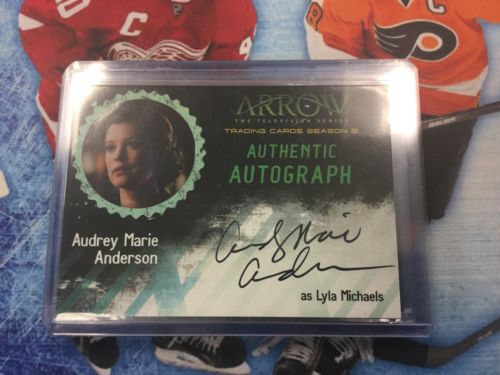 C
C
ARROW
THE TELEVISION SERIES
TRADING CARDS SEASON 3
AUTHENTIC
AUTOGRAPH
Audrey Marie
Anderson
as Lyla Michaels